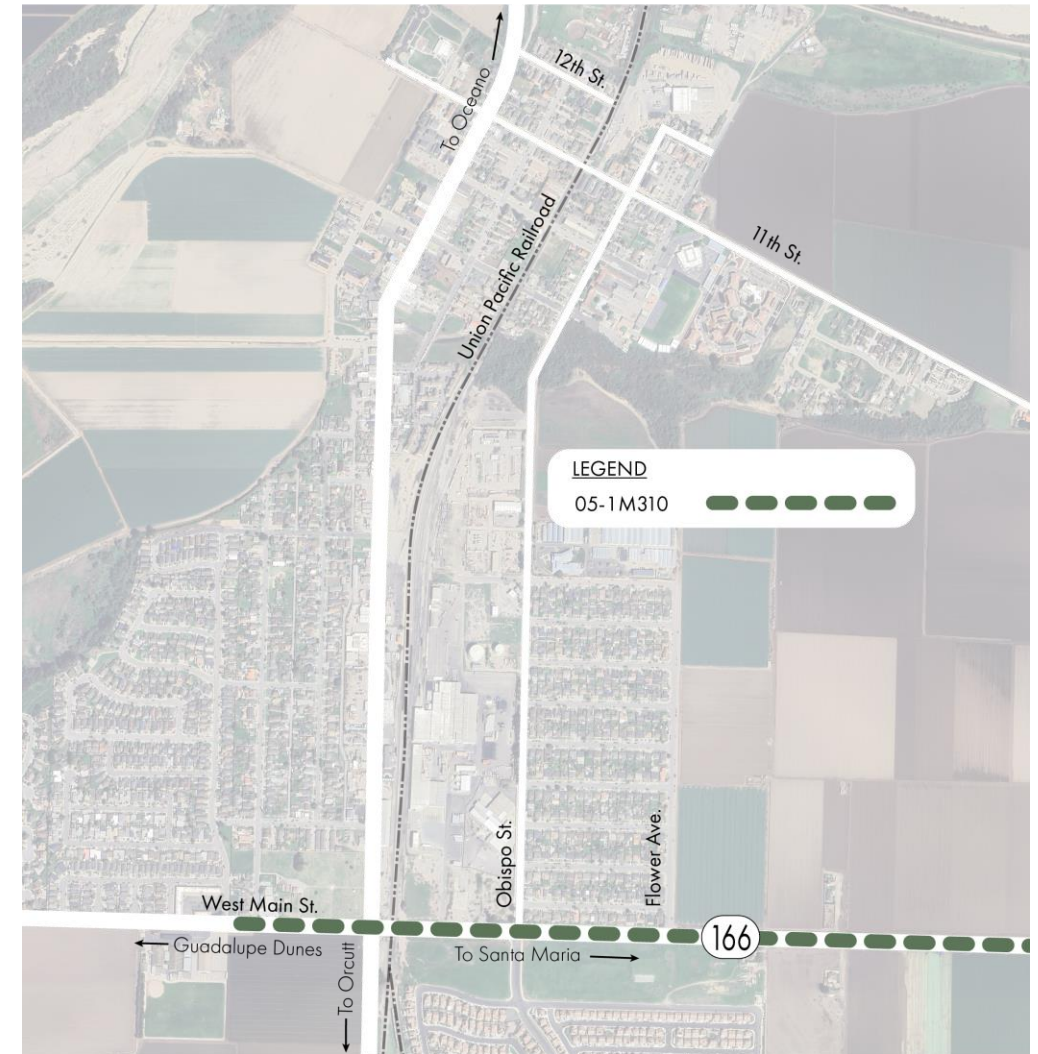 12th St.
To Oceano
Union Pacific Railroad
11th St.
LEGEND
05-1M310
Obispo St.
Flower Ave.
West Main St.
166
Guadalupe Dunes
To Santa Maria
To Orcutt